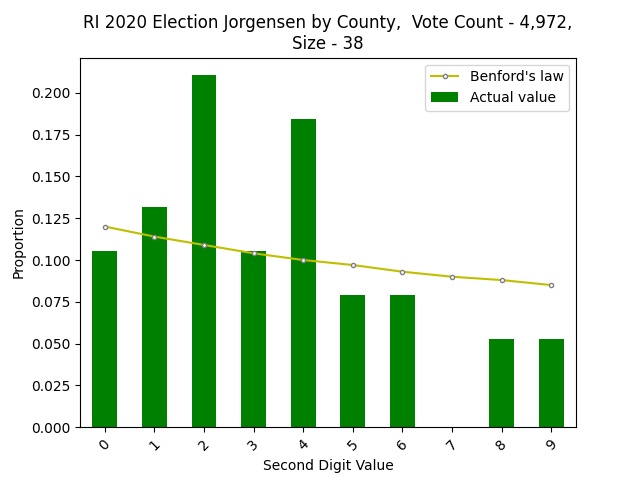 RI 2020 Election Jorgensen by County,  Vote Count - 4,972,
Size - 38
Benford's law
Actual value
0.200
0.175
0.150
0.125
0.100
0.075
0.050
0.025
0.000
Proportion
0 1 2 3 4 5 6 7 8 9
Second Digit Value